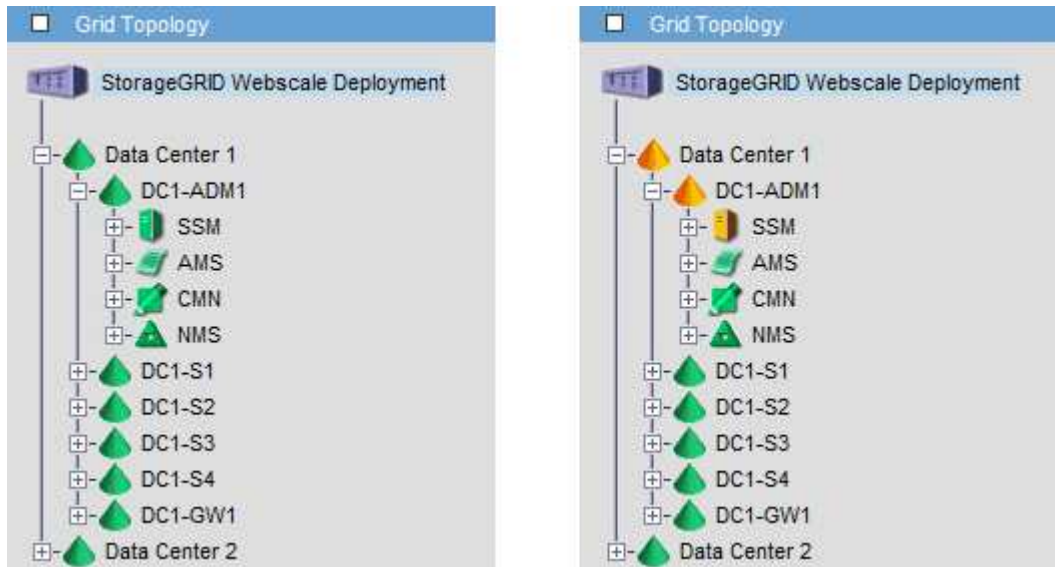 Grid Topology
StorageGRID Webscale Deployment
Data Center 1
DC1-ADM1
SSM
AMS
CMN
NMS
DC1-S1
DC1-S2
DC1-S3
DC1-S4
DC1-GW1
Data Center 2
Grid Topology
StorageGRID Webscale Deployment
Data Center 1
DC1-ADM1
SSM
AMS
CMN
NMS
DC1-S1
DC1-S2
DC1-S3
DC1-S4
DC1-GW1
Data Center 2